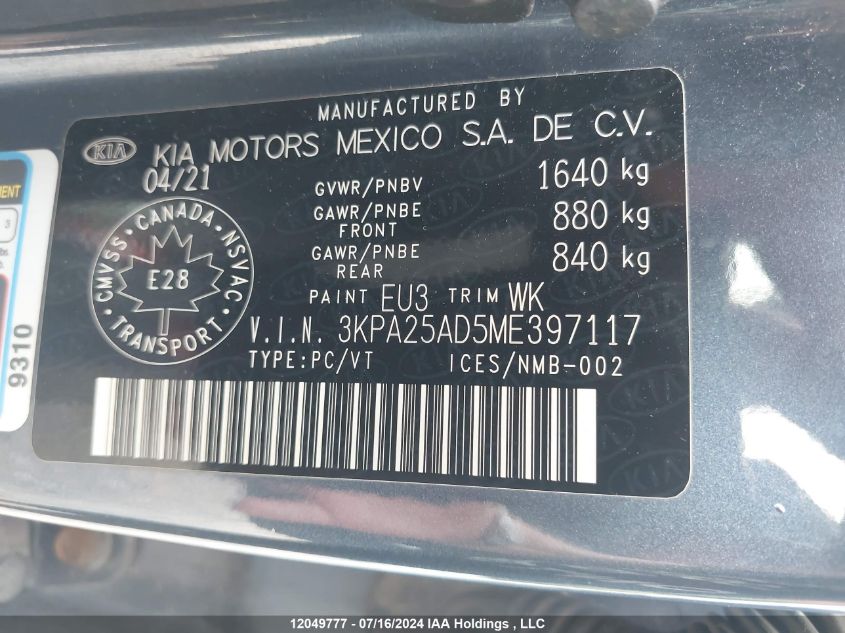 MANUFACTURED BY
KIA KIA MOTORS MEXICO S.A. DE C.V.
04/21
GVWR/PNBV 1640 kg
GAWR/PNBE FRONT 880 kg
GAWR/PNBE REAR 840 kg
CMVSS · CANADA · NSVAC · TRANSPORT ·
E28
PAINT EU3 TRIM WK
V.I.N. 3KPA25AD5ME397117
TYPE:PC/VT ICES/NMB-002
MENT
3
9310
12049777 - 07/16/2024 IAA Holdings , LLC